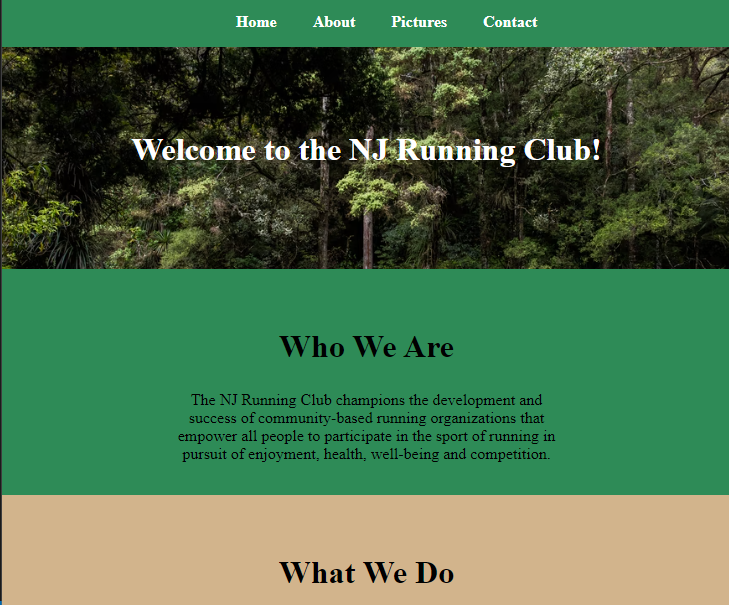 Home About Pictures Contact
Welcome to the NJ Running Club!
Who We Are
The NJ Running Club champions the development and
success of community-based running organizations that
empower all people to participate in the sport of running in
pursuit of enjoyment, health, well-being and competition.
What We Do